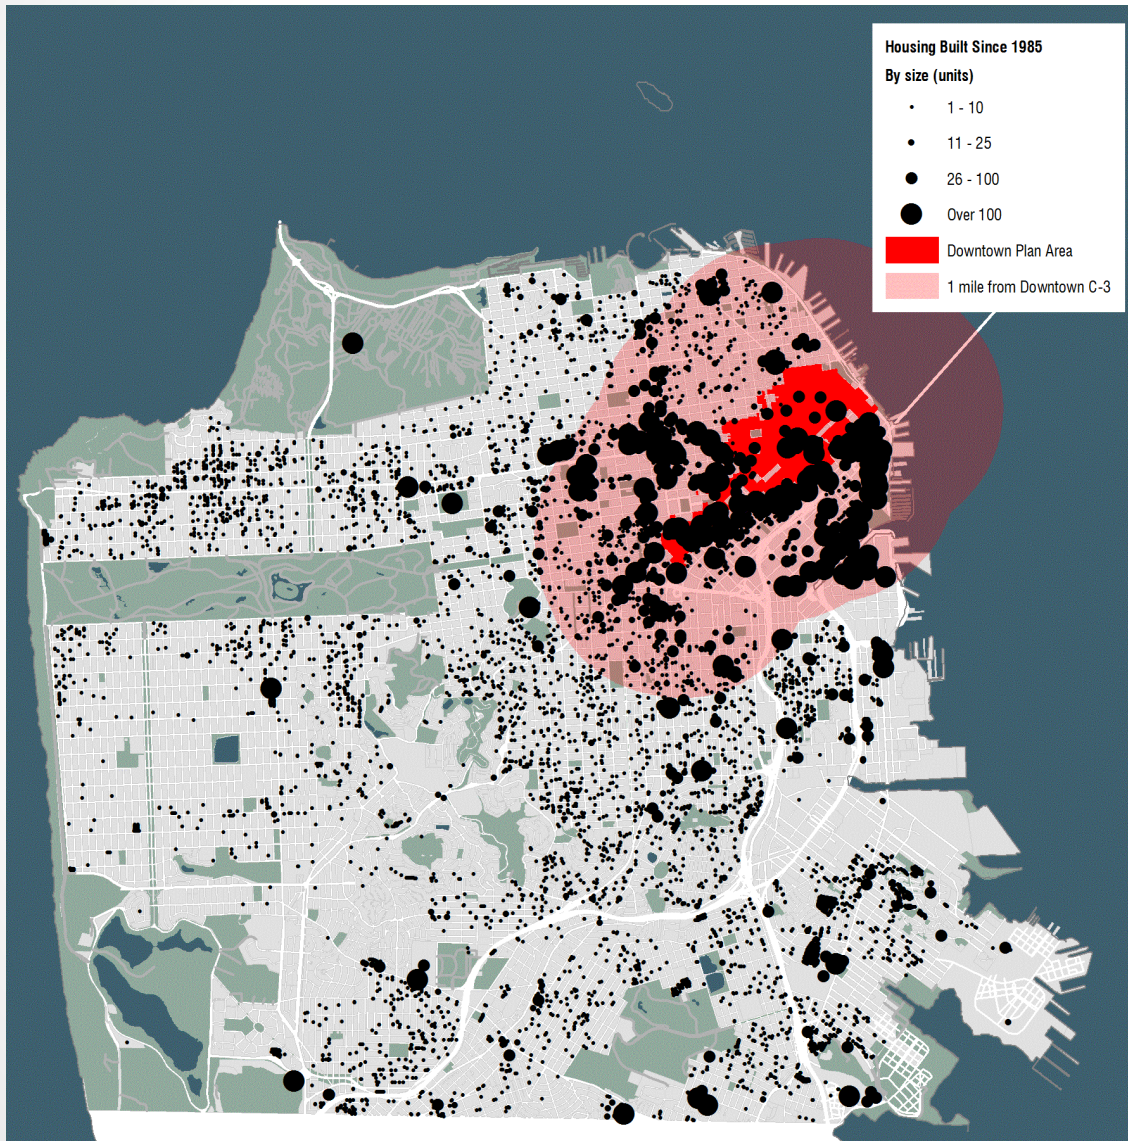 Housing Built Since 1985
By size (units)
1 - 10
11 - 25
26 - 100
Over 100
Downtown Plan Area
1 mile from Downtown C-3